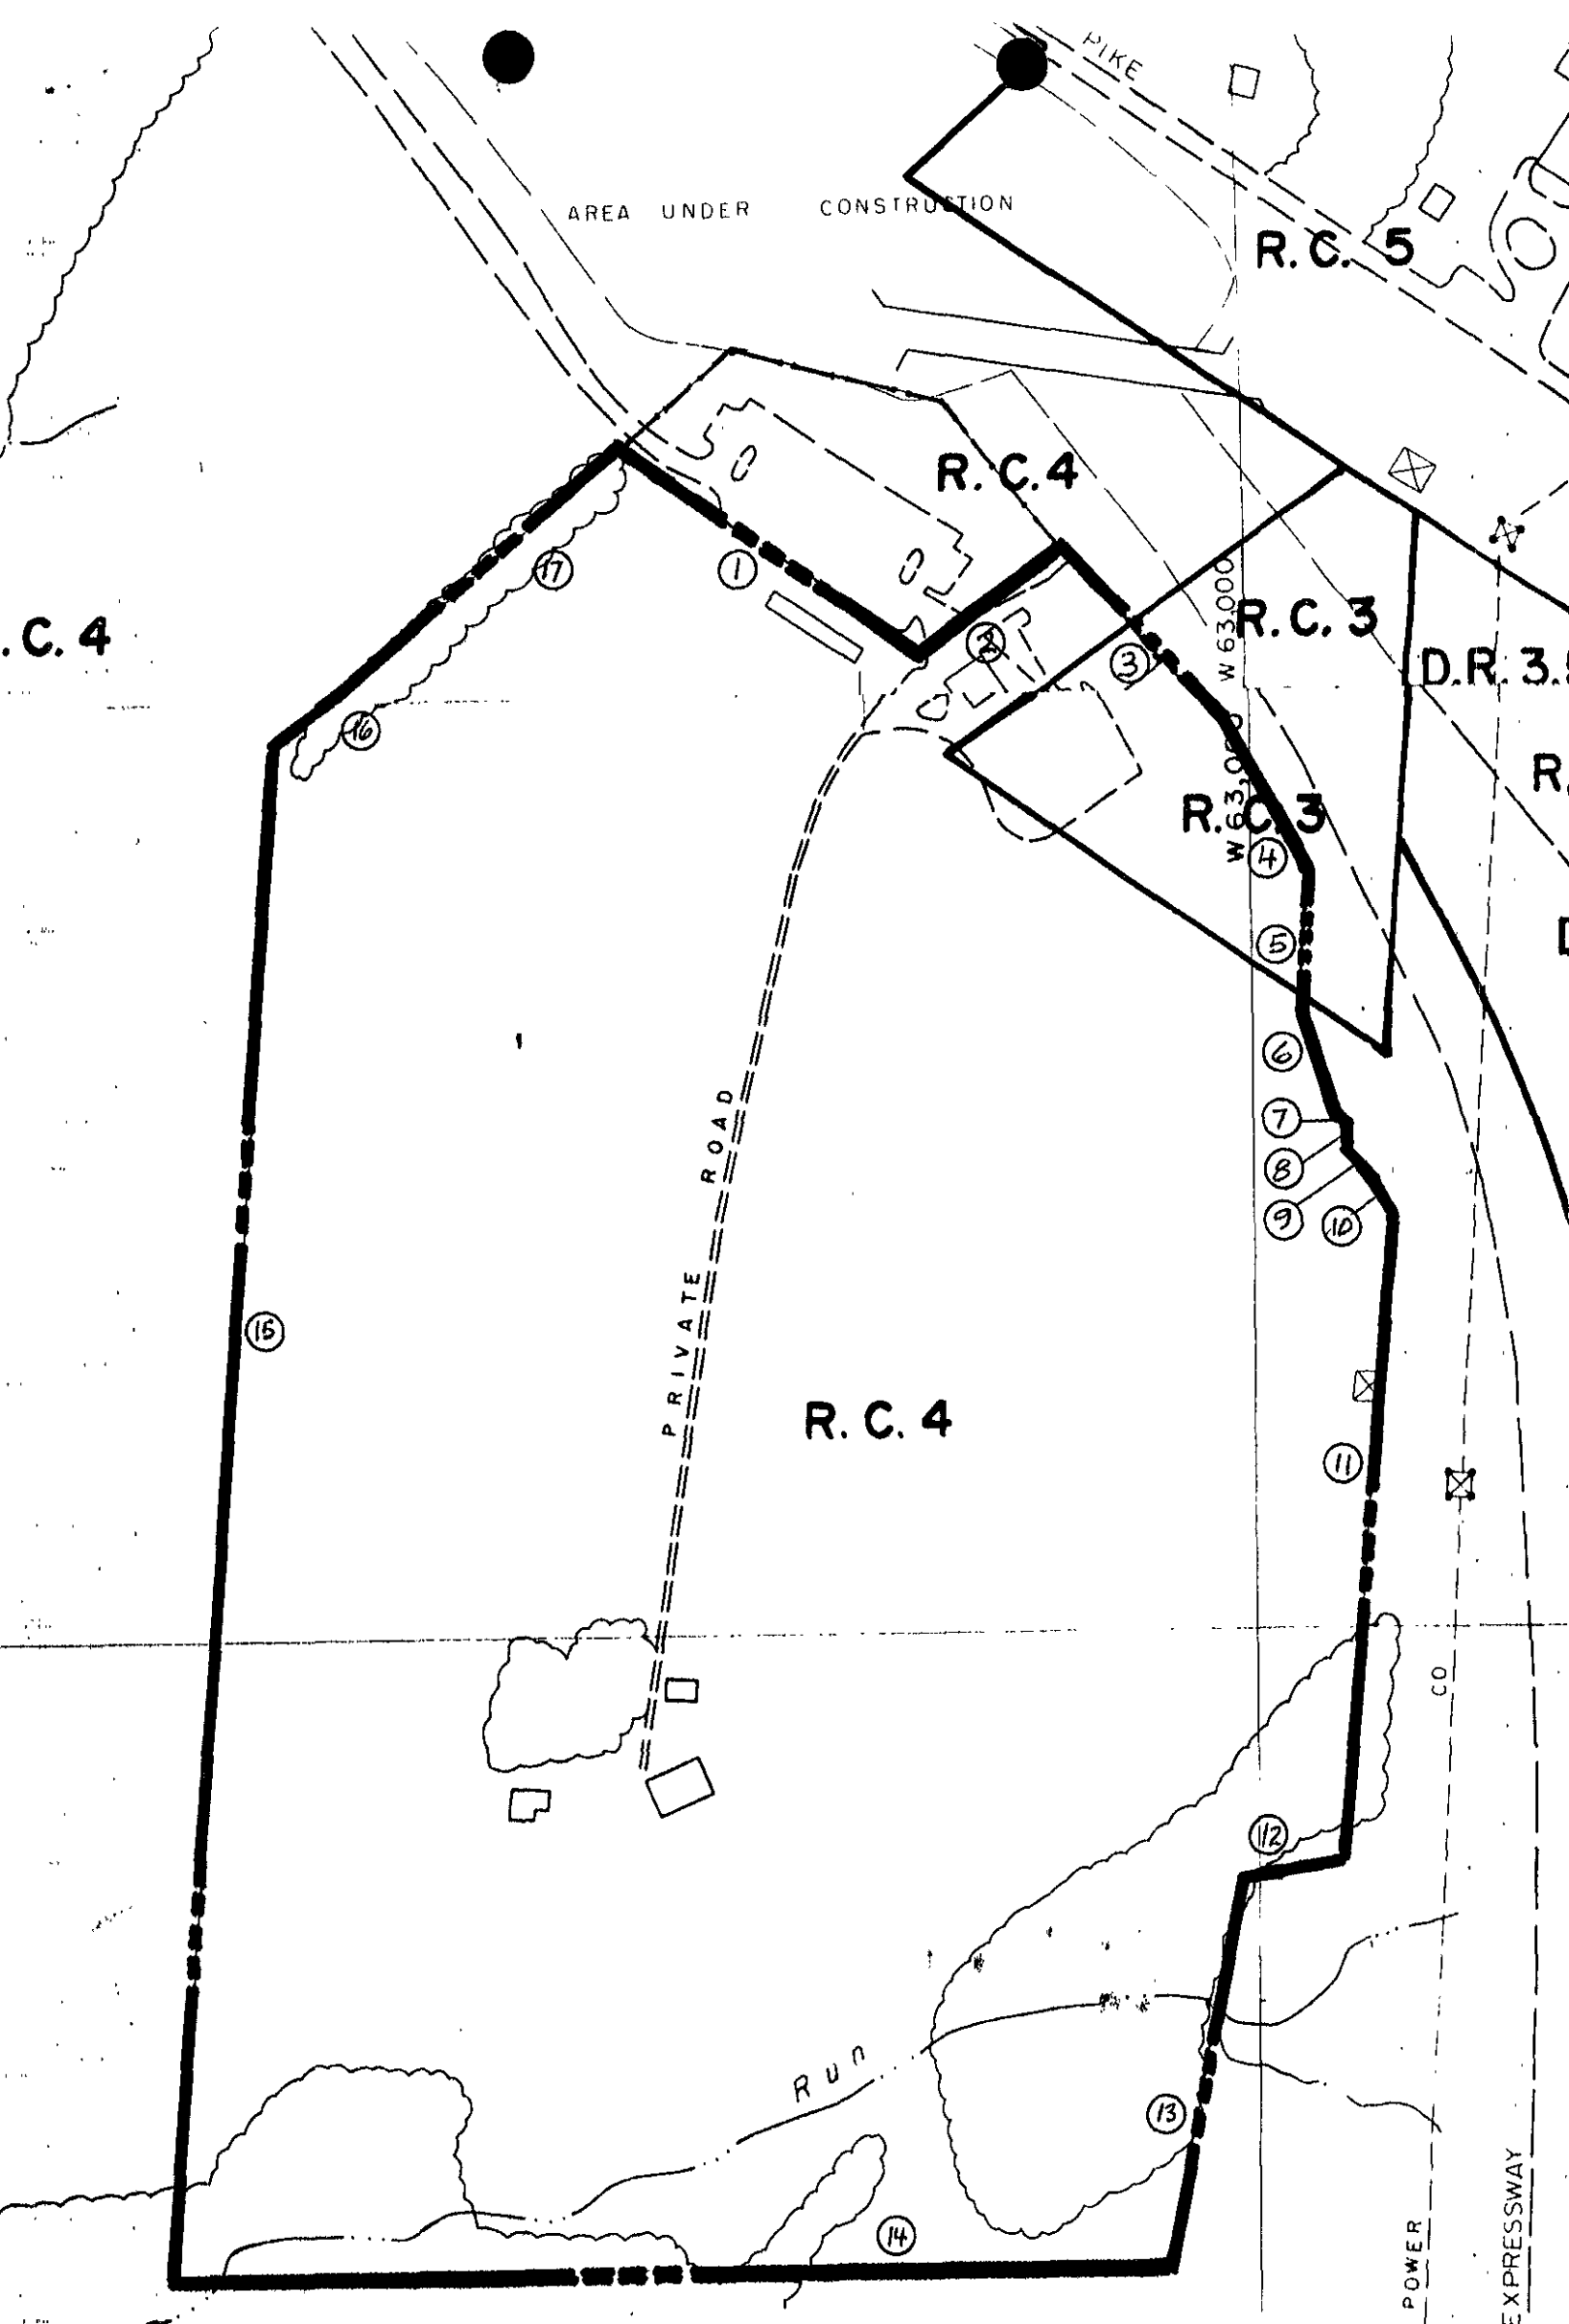 PIKE
AREA UNDER CONSTRUCTION
R.C. 5
R.C. 4
17
1
W 63,000
R.C. 3
.C. 4
2
3
D.R. 3.
16
R.
W 63,000
R.C. 3
4
5
6
ROAD
7
8
9
10
PRIVATE
15
R.C. 4
11
CO
12
Run
13
14
POWER
EXPRESSWAY